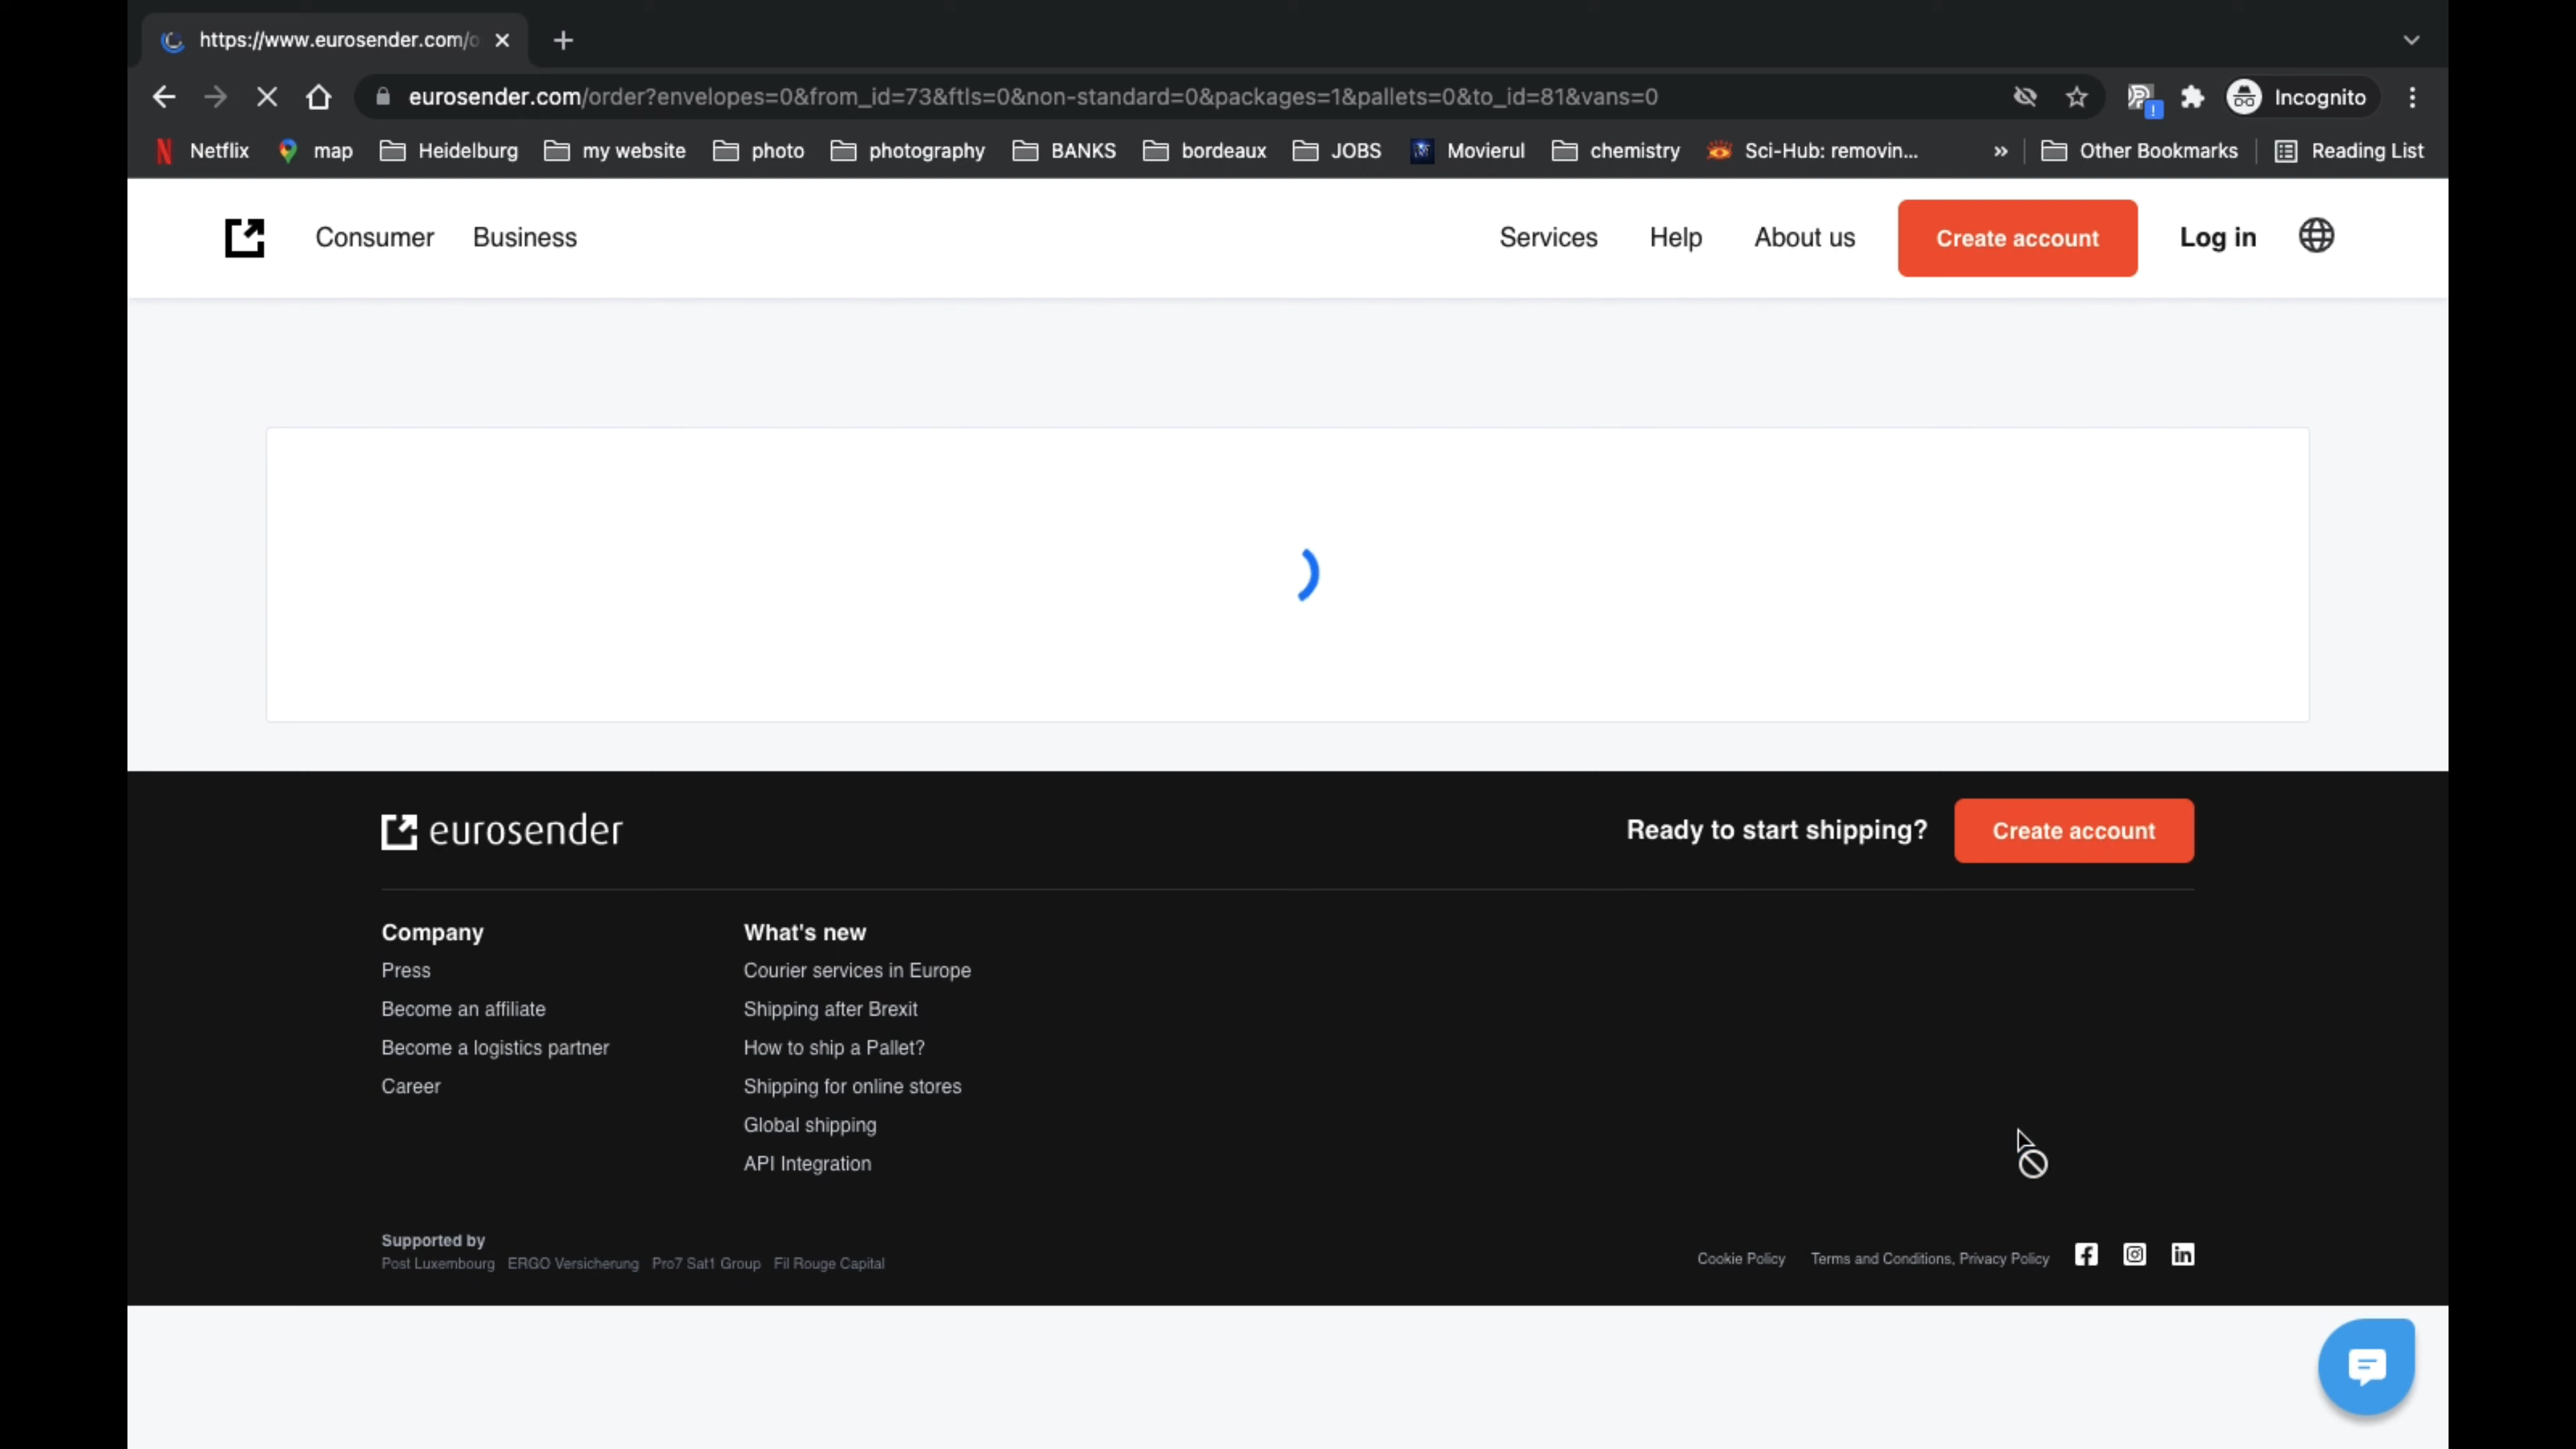 https://www.eurosender.com/o
eurosender.com/order?envelopes=0&from_id=73&ftls=0&non-standard=0&packages=1&pallets=0&to_id=81&vans=0
Incognito
Netflix map Heidelburg my website photo photography BANKS bordeaux JOBS Movierul chemistry Sci-Hub: removin... » Other Bookmarks Reading List
Consumer Business Services Help About us Create account Log in
eurosender Ready to start shipping? Create account
Company What's new
Press Courier services in Europe
Become an affiliate Shipping after Brexit
Become a logistics partner How to ship a Pallet?
Career Shipping for online stores
Global shipping
API Integration
Supported by
Post Luxembourg ERGO Versicherung Pro7 Sat1 Group Fil Rouge Capital Cookie Policy Terms and Conditions, Privacy Policy